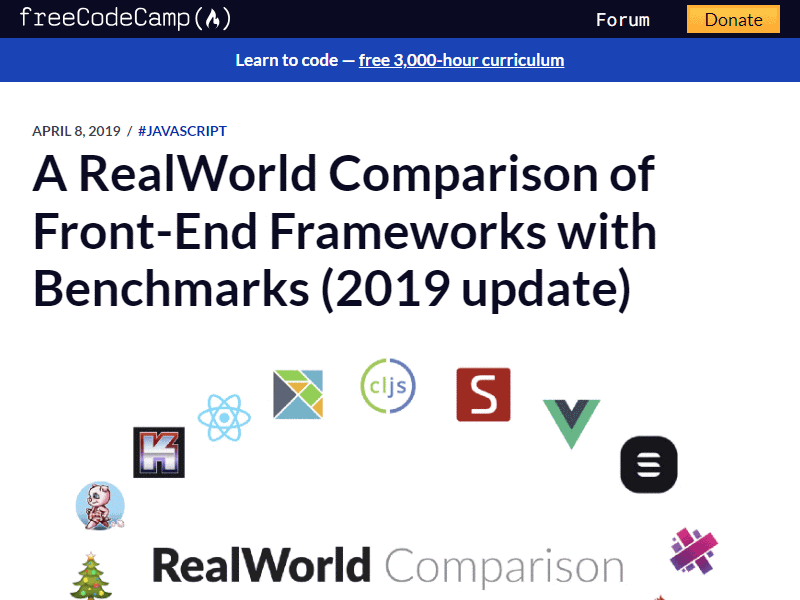 freeCodeCamp(🔥)
Forum
Donate
Learn to code — free 3,000-hour curriculum
APRIL 8, 2019 / #JAVASCRIPT
A RealWorld Comparison of
Front-End Frameworks with
Benchmarks (2019 update)
cljs
S
K
RealWorld Comparison